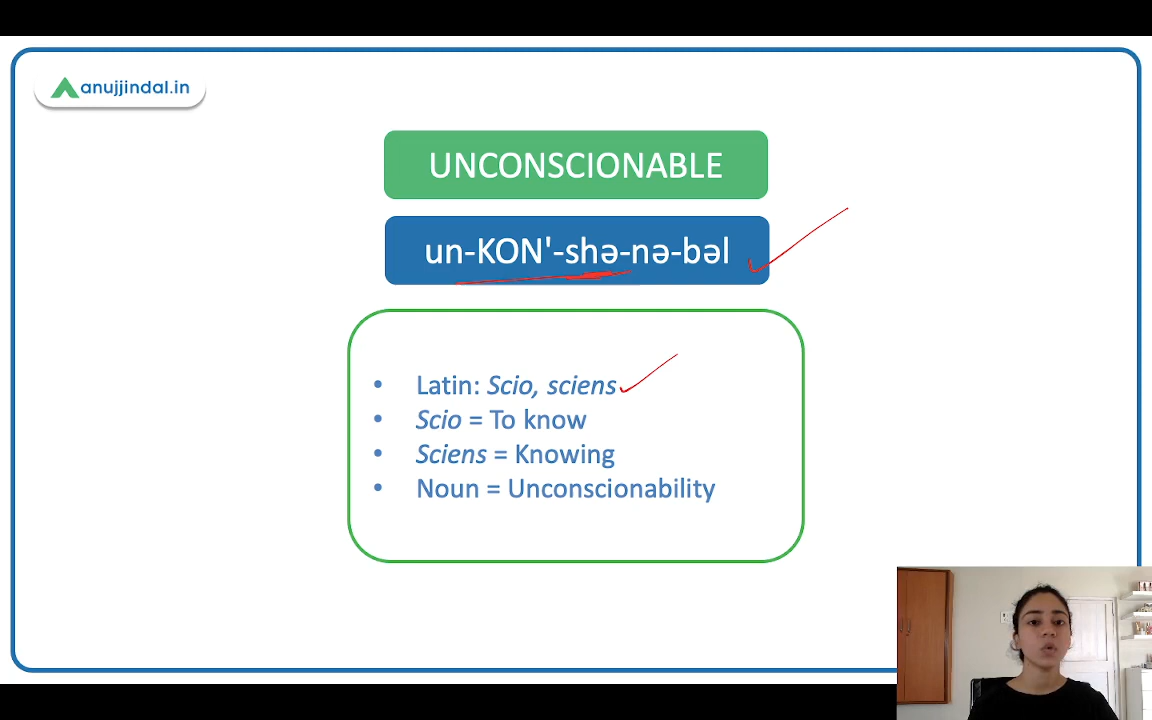 anujjindal.in
UNCONSCIONABLE
un-KON'-shə-nə-bəl
• Latin: Scio, sciens
• Scio = To know
• Sciens = Knowing
• Noun = Unconscionability